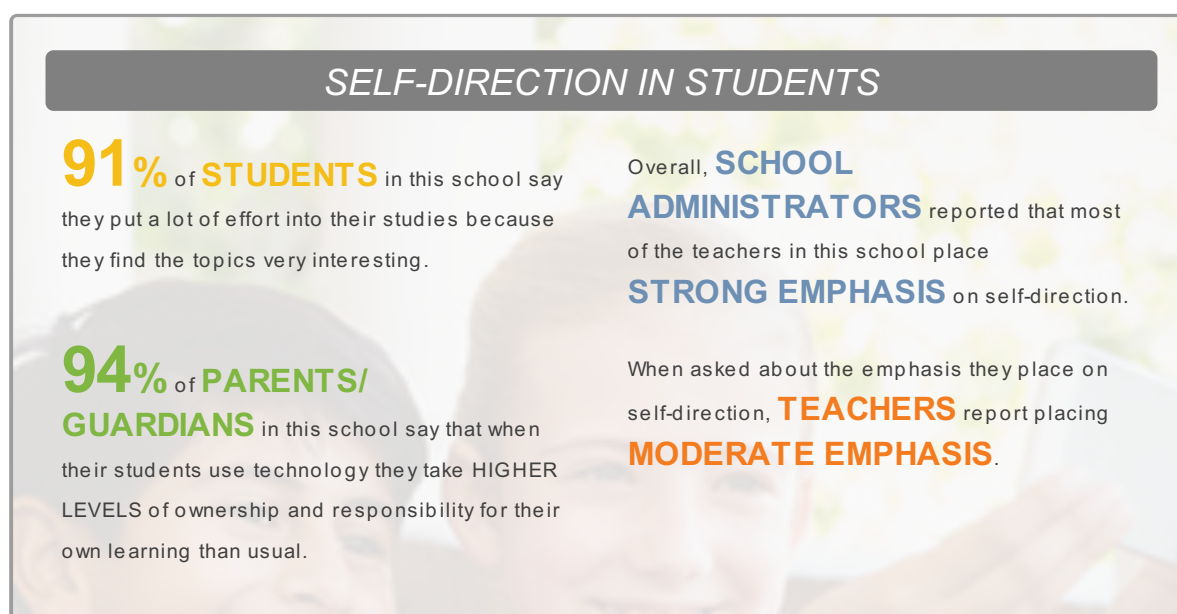 SELF-DIRECTION IN STUDENTS
91% of STUDENTS in this school say
they put a lot of effort into their studies because
they find the topics very interesting.
94% of PARENTS/
GUARDIANS in this school say that when
their students use technology they take HIGHER
LEVELS of ownership and responsibility for their
own learning than usual.
Overall, SCHOOL
ADMINISTRATORS reported that most
of the teachers in this school place
STRONG EMPHASIS on self-direction.
When asked about the emphasis they place on
self-direction, TEACHERS report placing
MODERATE EMPHASIS.